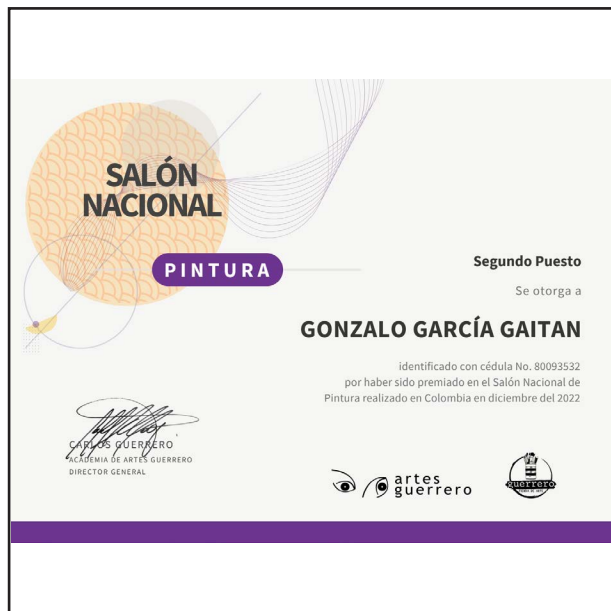 SALÓN
NACIONAL
PINTURA
Segundo Puesto
Se otorga a
GONZALO GARCÍA GAITAN
identificado con cédula No. 80093532
por haber sido premiado en el Salón Nacional de
Pintura realizado en Colombia en diciembre del 2022
CARLOS GUERRERO
ACADEMIA DE ARTES GUERRERO
DIRECTOR GENERAL
artes
guerrero
guerrero